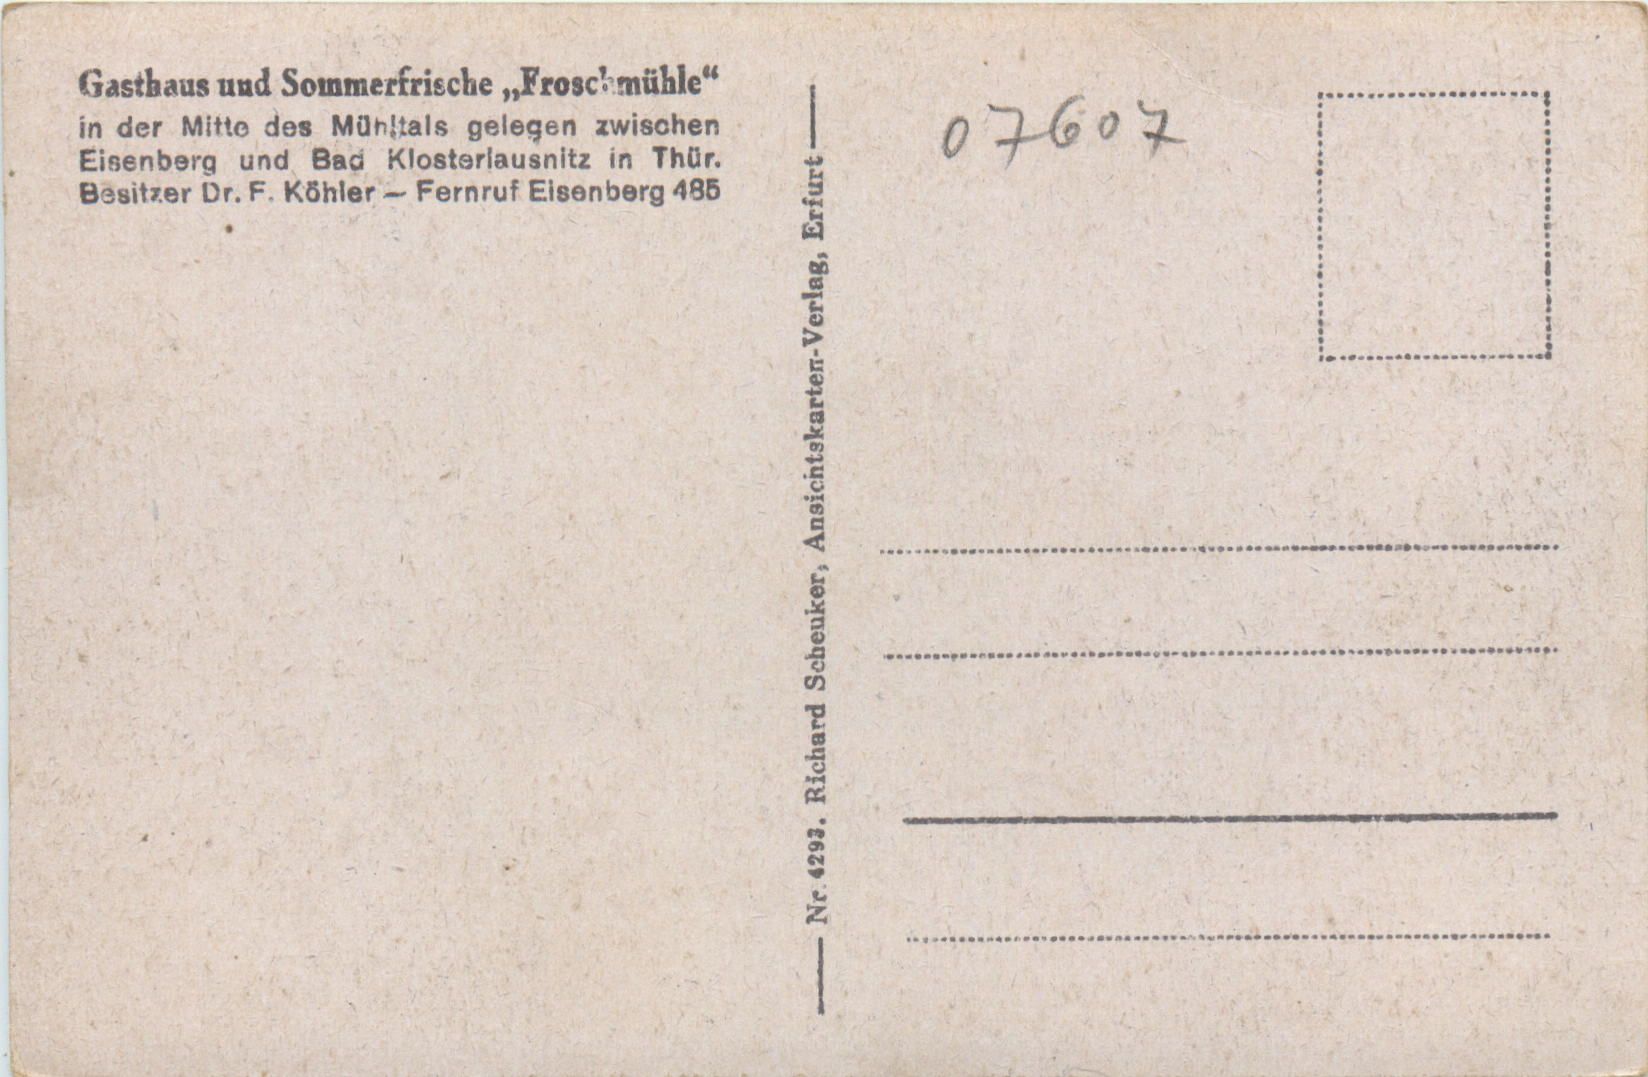 Gasthaus und Sommerfrische „Froschmühle“
in der Mitte des Mühltals gelegen zwischen
Eisenberg und Bad Klosterlausnitz in Thür.
Besitzer Dr. F. Köhler — Fernruf Eisenberg 485
Nr. 4293. Richard Scheuker, Ansichtskarten-Verlag, Erfurt
07607